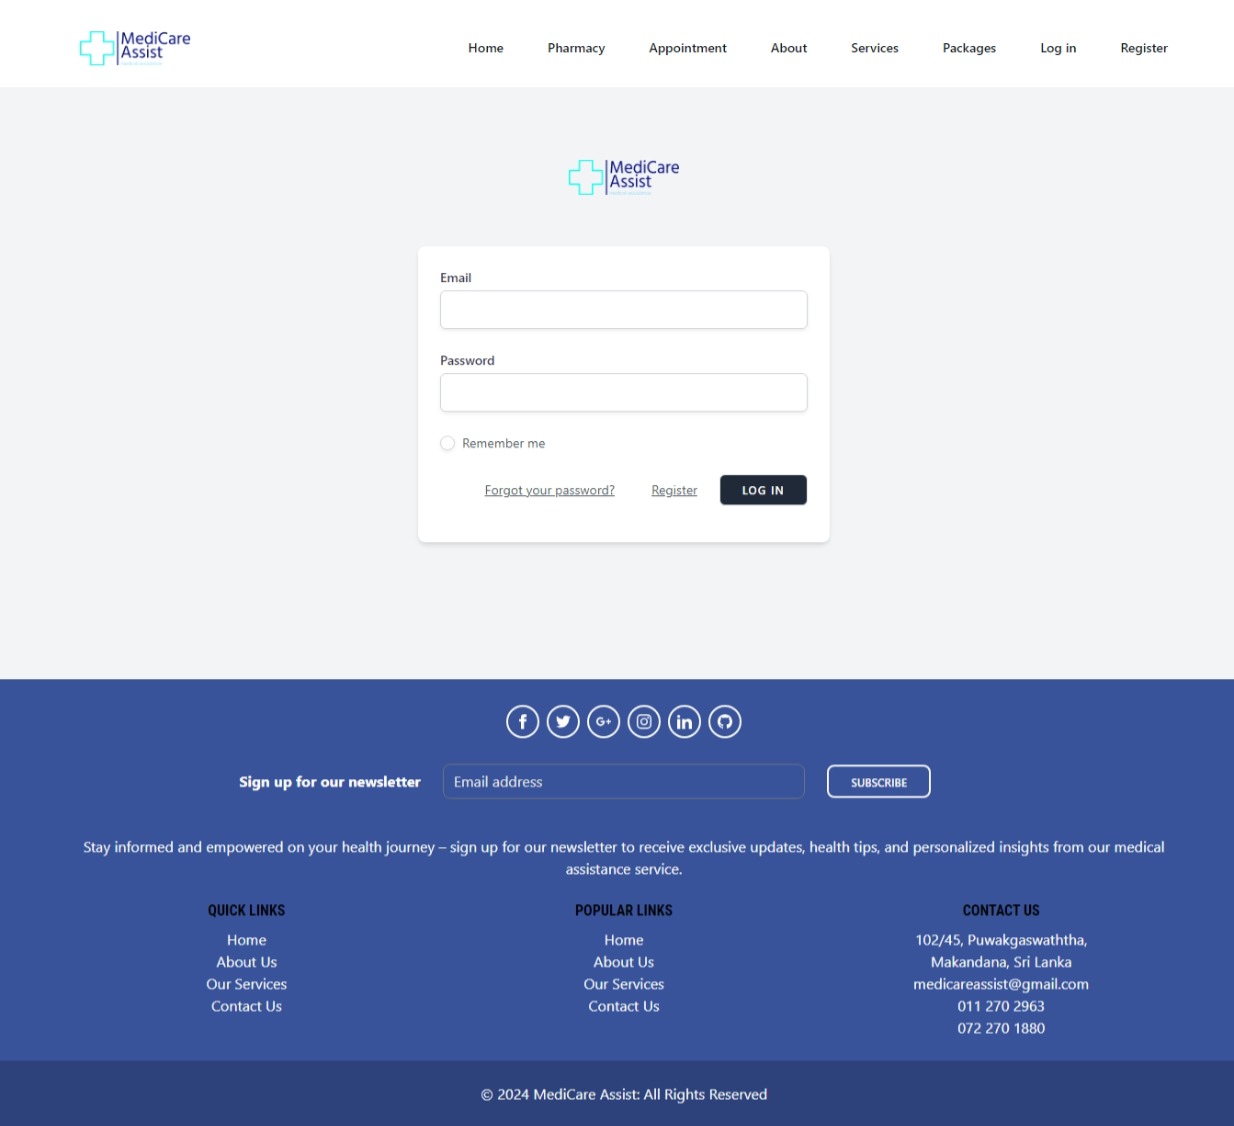 MediCare
Assist
Home Pharmacy Appointment About Services Packages Log in Register
MediCare
Assist
Email
Password
Remember me
Forgot your password? Register LOG IN
Sign up for our newsletter Email address SUBSCRIBE
Stay informed and empowered on your health journey – sign up for our newsletter to receive exclusive updates, health tips, and personalized insights from our medical
assistance service.
QUICK LINKS
Home
About Us
Our Services
Contact Us
POPULAR LINKS
Home
About Us
Our Services
Contact Us
CONTACT US
102/45, Puwakgaswaththa,
Makandana, Sri Lanka
medicareassist@gmail.com
011 270 2963
072 270 1880
© 2024 MediCare Assist: All Rights Reserved